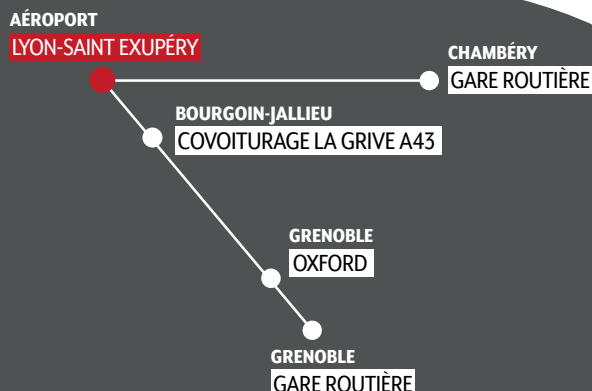 AÉROPORT
LYON-SAINT EXUPÉRY
CHAMBÉRY
GARE ROUTIÈRE
BOURGOIN-JALLIEU
COVOITURAGE LA GRIVE A43
GRENOBLE
OXFORD
GRENOBLE
GARE ROUTIÈRE